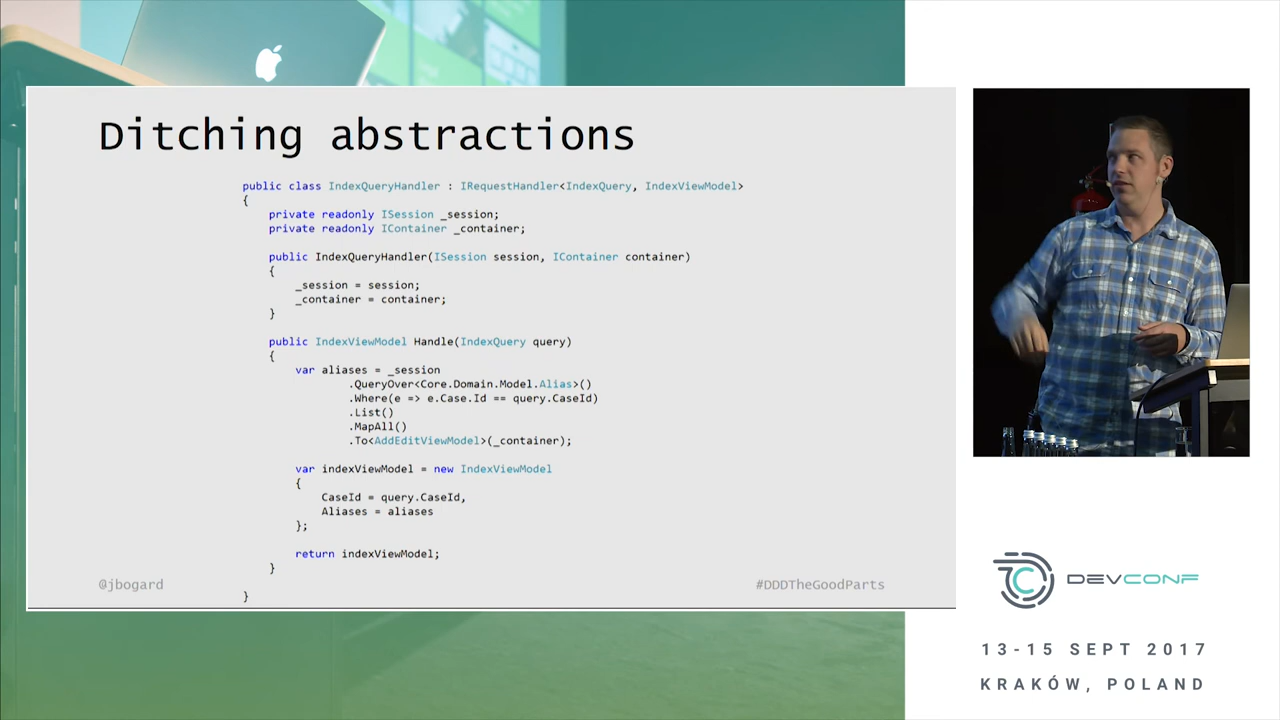 Ditching abstractions
public class IndexQueryHandler : IRequestHandler<IndexQuery, IndexViewModel>
{
    private readonly ISession _session;
    private readonly IContainer _container;

    public IndexQueryHandler(ISession session, IContainer container)
    {
        _session = session;
        _container = container;
    }

    public IndexViewModel Handle(IndexQuery query)
    {
        var aliases = _session
                .QueryOver<Core.Domain.Model.Alias>()
                .Where(e => e.Case.Id == query.CaseId)
                .List()
                .MapAll()
                .To<AddEditViewModel>(_container);

        var indexViewModel = new IndexViewModel
        {
            CaseId = query.CaseId,
            Aliases = aliases
        };

        return indexViewModel;
    }
}
@jbogard
#DDDTheGoodParts
DEVCONF
13-15 SEPT 2017
KRAKÓW, POLAND